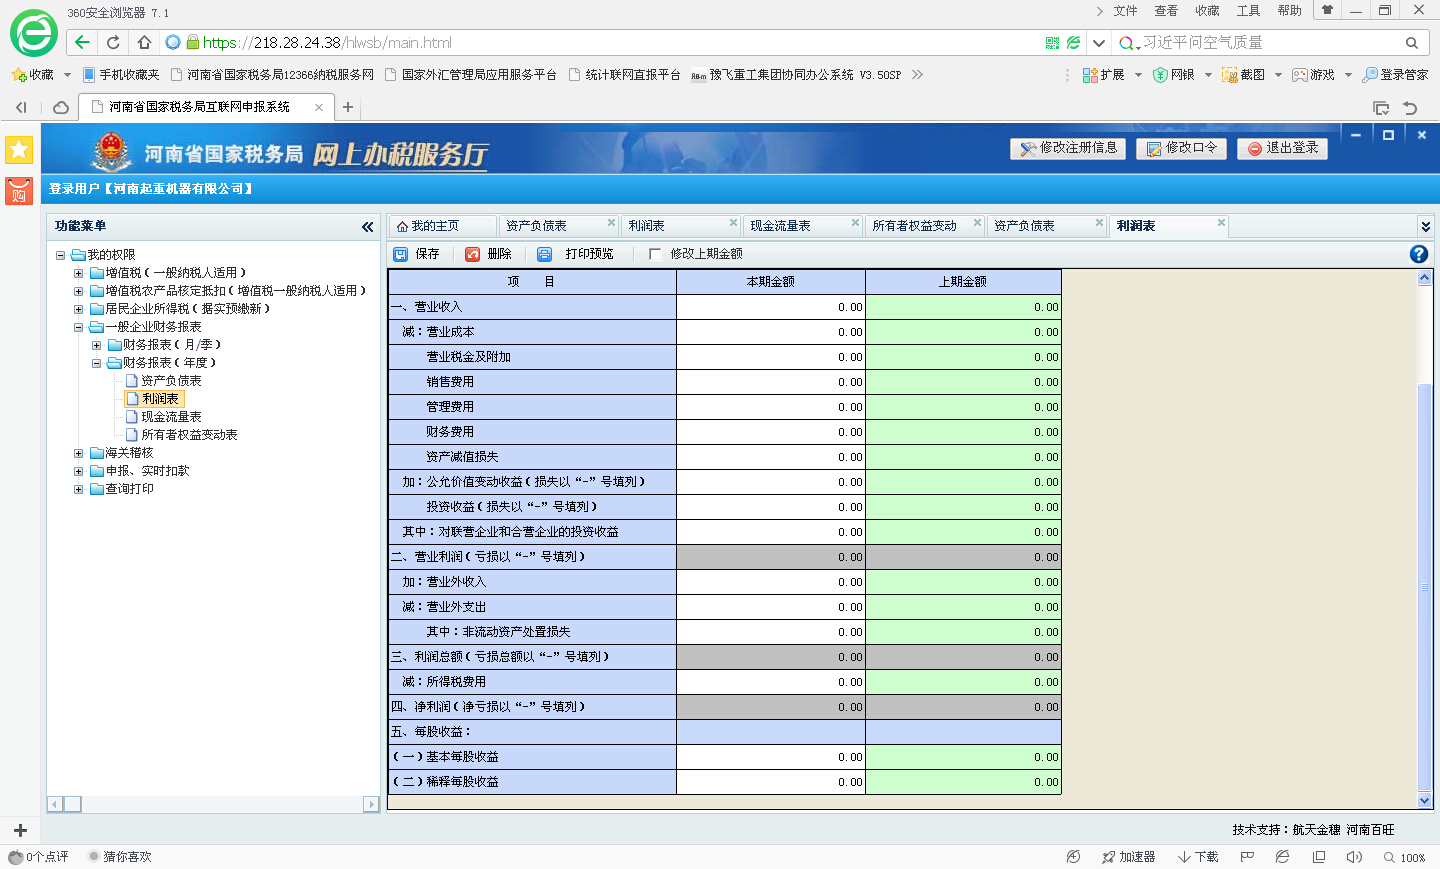 360安全浏览器 7.1
文件 查看 收藏 工具 帮助
https://218.28.24.38/hlwsb/main.html
习近平问空气质量
收藏 手机收藏夹 河南省国家税务局12366纳税服务网 国家外汇管理局应用服务平台 统计联网直报平台 豫飞重工集团协同办公系统 V3.50SP
扩展 网银 截图 游戏 登录管家
河南省国家税务局互联网申报系统
河南省国家税务局 网上办税服务厅
修改注册信息 修改口令 退出登录
购
登录用户【河南起重机器有限公司】
功能菜单
我的权限
增值税(一般纳税人适用)
增值税农产品核定抵扣(增值税一般纳税人适用)
居民企业所得税(据实预缴新)
一般企业财务报表
财务报表(月/季)
财务报表(年度)
资产负债表
利润表
现金流量表
所有者权益变动表
海关稽核
申报、实时扣款
查询打印
我的主页 资产负债表 利润表 现金流量表 所有者权益变动 资产负债表 利润表
保存 删除 打印预览 修改上期金额
项 目 本期金额 上期金额
一、营业收入 0.00 0.00
减:营业成本 0.00 0.00
营业税金及附加 0.00 0.00
销售费用 0.00 0.00
管理费用 0.00 0.00
财务费用 0.00 0.00
资产减值损失 0.00 0.00
加:公允价值变动收益(损失以“-”号填列) 0.00 0.00
投资收益(损失以“-”号填列) 0.00 0.00
其中:对联营企业和合营企业的投资收益 0.00 0.00
二、营业利润(亏损以“-”号填列) 0.00 0.00
加:营业外收入 0.00 0.00
减:营业外支出 0.00 0.00
其中:非流动资产处置损失 0.00 0.00
三、利润总额(亏损总额以“-”号填列) 0.00 0.00
减:所得税费用 0.00 0.00
四、净利润(净亏损以“-”号填列) 0.00 0.00
五、每股收益:
(一)基本每股收益 0.00 0.00
(二)稀释每股收益 0.00 0.00
技术支持:航天金穗 河南百旺
0个点评 猜你喜欢
加速器 下载 100%